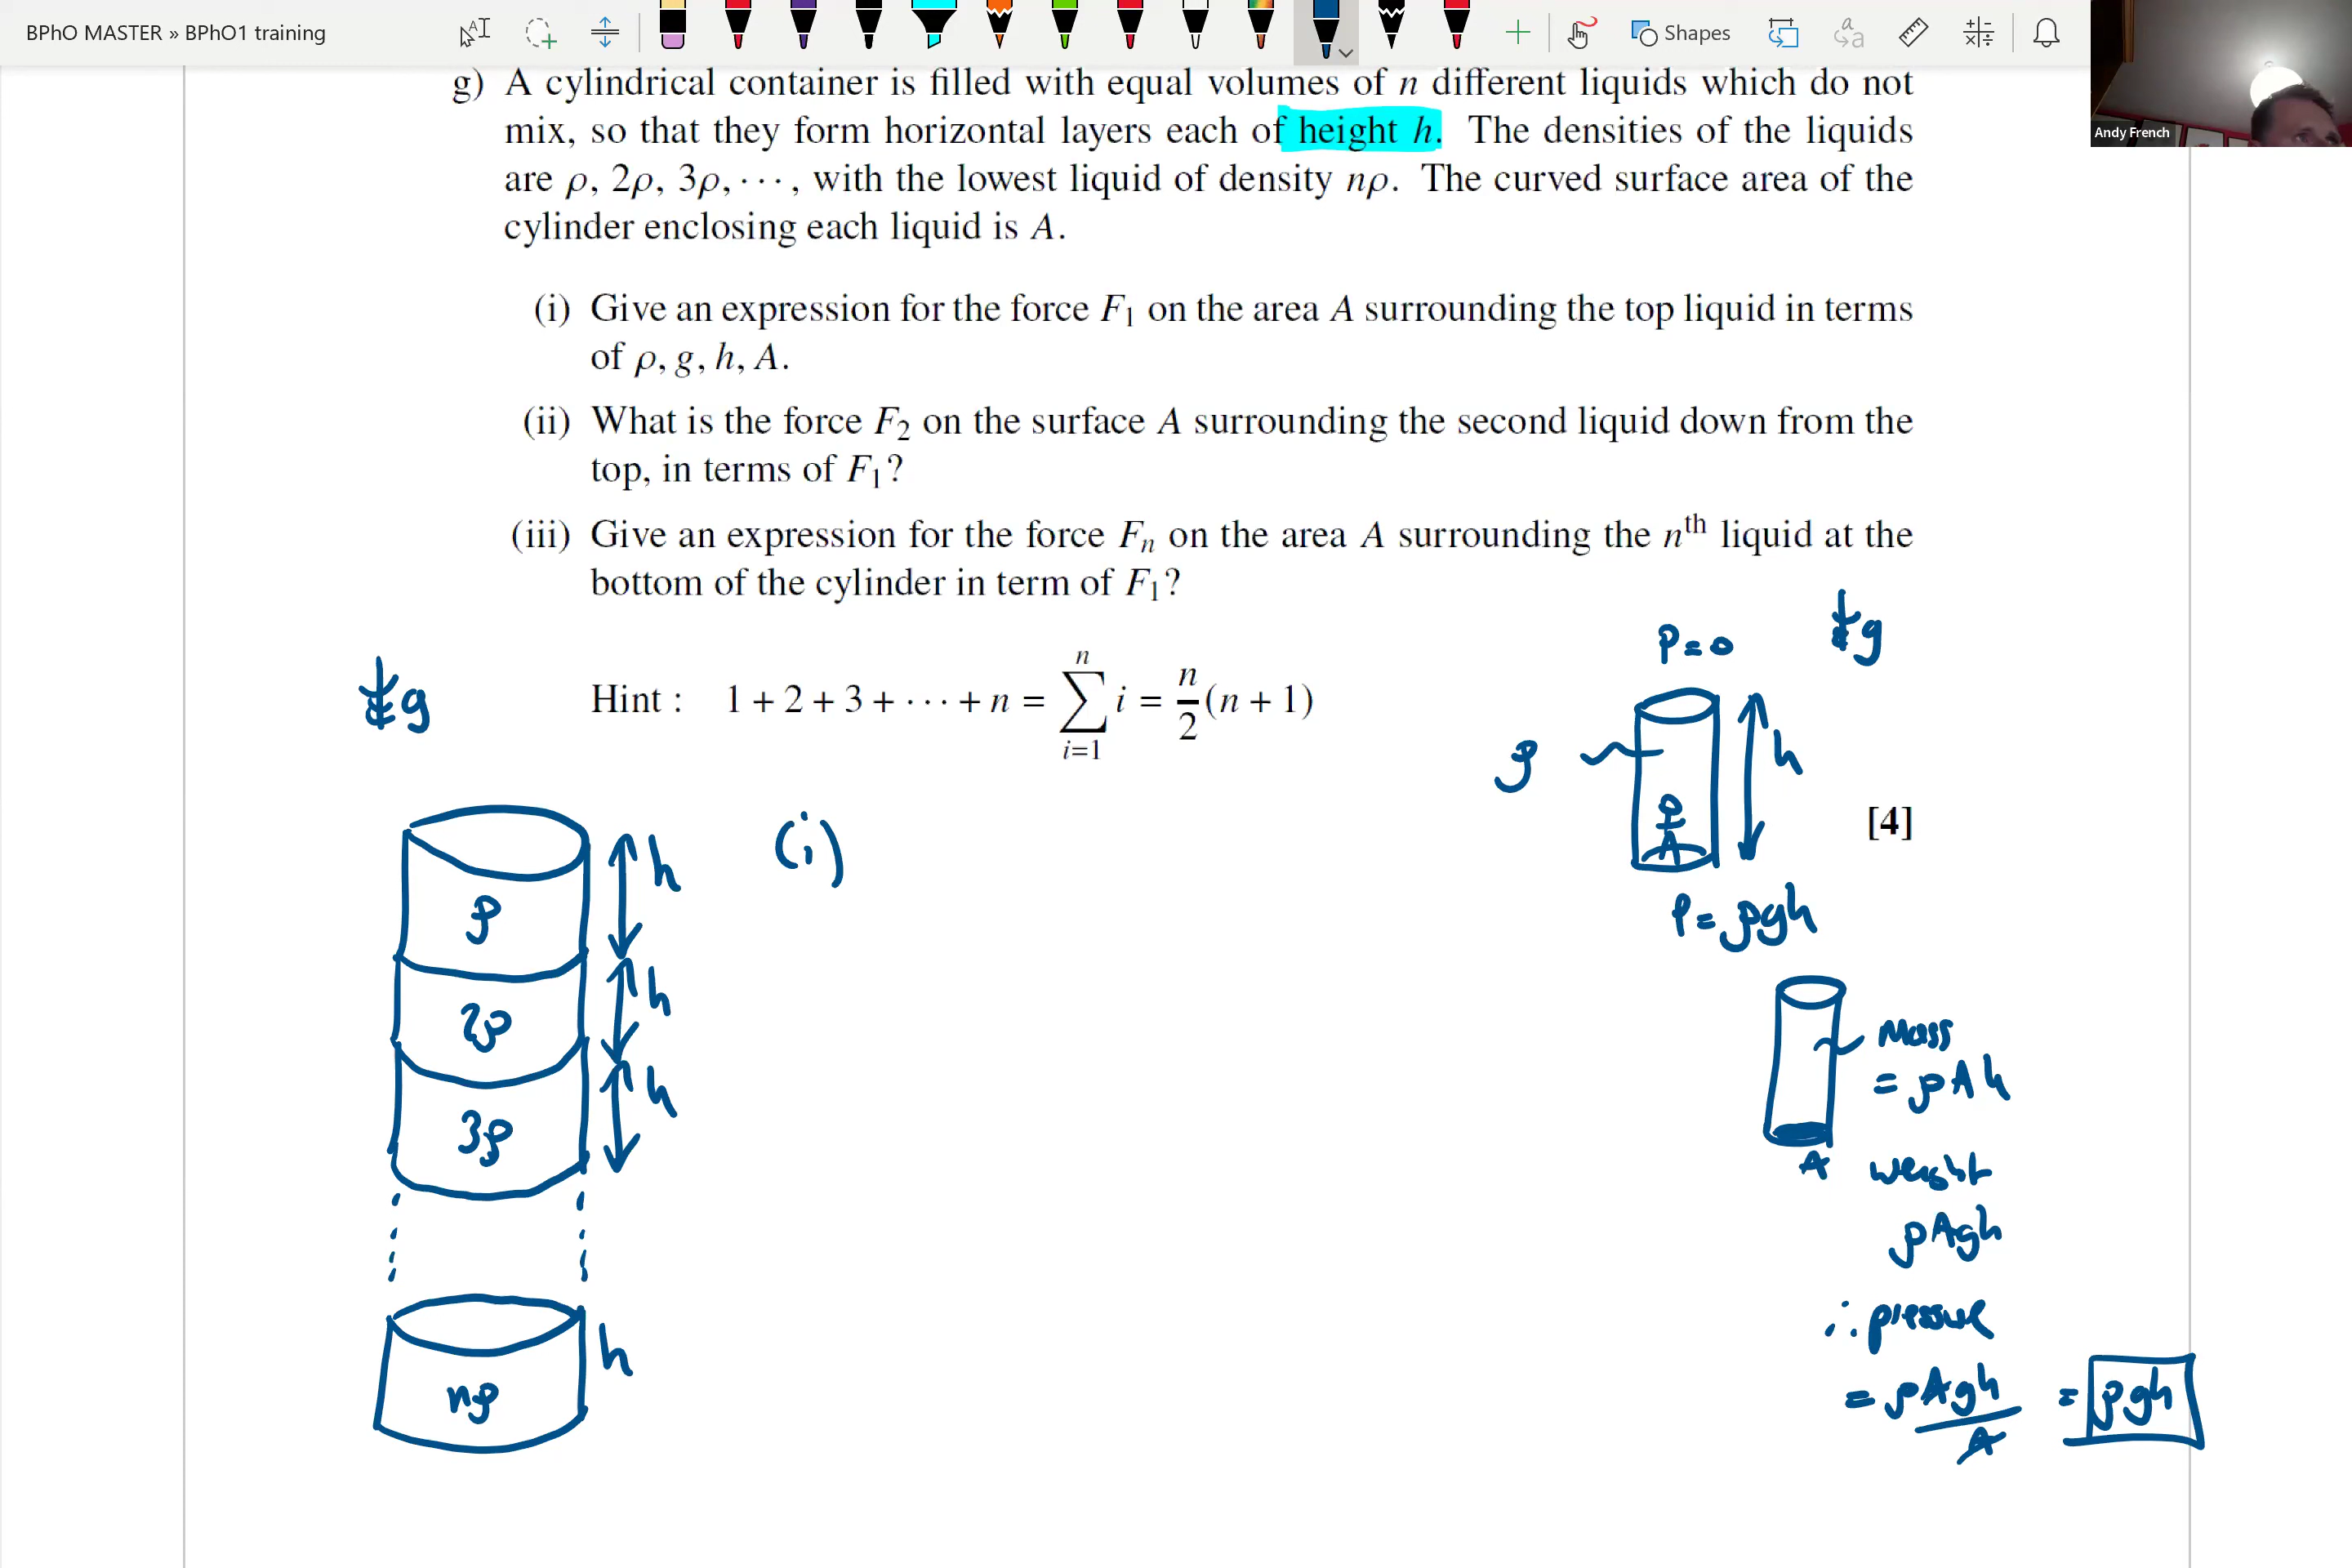 BPhO MASTER » BPhO1 training
Shapes
Andy French
g) A cylindrical container is filled with equal volumes of n different liquids which do not
mix, so that they form horizontal layers each of height h. The densities of the liquids
are ρ, 2ρ, 3ρ, ⋯, with the lowest liquid of density nρ. The curved surface area of the
cylinder enclosing each liquid is A.
(i) Give an expression for the force F₁ on the area A surrounding the top liquid in terms
of ρ, g, h, A.
(ii) What is the force F₂ on the surface A surrounding the second liquid down from the
top, in terms of F₁?
(iii) Give an expression for the force Fₙ on the area A surrounding the nᵗʰ liquid at the
bottom of the cylinder in term of F₁?
Hint : 1 + 2 + 3 + ⋯ + n = ∑ᵢ₌₁ⁿ i = n/2 (n + 1)
[4]
g
ρ
h
2ρ
h
3ρ
h
nρ
h
(i)
P = 0
g
ρ
h
A
P = ρgh
Mass
= ρAh
A
weight
ρAgh
∴ pressure
= ρAgh/A = ρgh